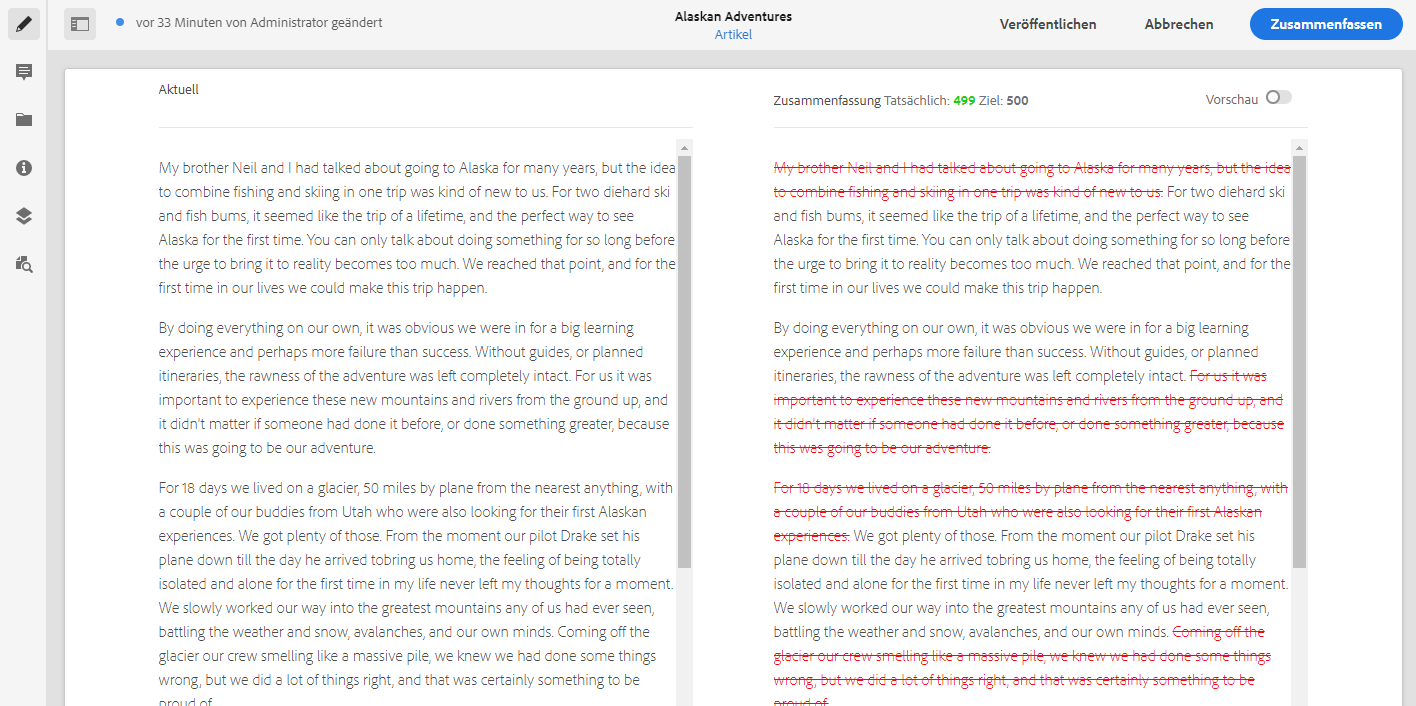 vor 33 Minuten von Administrator geändert
Alaskan Adventures
Artikel
Veröffentlichen
Abbrechen
Zusammenfassen
Aktuell
My brother Neil and I had talked about going to Alaska for many years, but the idea
to combine fishing and skiing in one trip was kind of new to us. For two diehard ski
and fish bums, it seemed like the trip of a lifetime, and the perfect way to see
Alaska for the first time. You can only talk about doing something for so long before
the urge to bring it to reality becomes too much. We reached that point, and for the
first time in our lives we could make this trip happen.
By doing everything on our own, it was obvious we were in for a big learning
experience and perhaps more failure than success. Without guides, or planned
itineraries, the rawness of the adventure was left completely intact. For us it was
important to experience these new mountains and rivers from the ground up, and
it didn't matter if someone had done it before, or done something greater, because
this was going to be our adventure.
For 18 days we lived on a glacier, 50 miles by plane from the nearest anything, with
a couple of our buddies from Utah who were also looking for their first Alaskan
experiences. We got plenty of those. From the moment our pilot Drake set his
plane down till the day he arrived tobring us home, the feeling of being totally
isolated and alone for the first time in my life never left my thoughts for a moment.
We slowly worked our way into the greatest mountains any of us had ever seen,
battling the weather and snow, avalanches, and our own minds. Coming off the
glacier our crew smelling like a massive pile, we knew we had done some things
wrong, but we did a lot of things right, and that was certainly something to be
proud of.
Zusammenfassung Tatsächlich: 499 Ziel: 500
Vorschau
My brother Neil and I had talked about going to Alaska for many years, but the idea
to combine fishing and skiing in one trip was kind of new to us. For two diehard ski
and fish bums, it seemed like the trip of a lifetime, and the perfect way to see
Alaska for the first time. You can only talk about doing something for so long before
the urge to bring it to reality becomes too much. We reached that point, and for the
first time in our lives we could make this trip happen.
By doing everything on our own, it was obvious we were in for a big learning
experience and perhaps more failure than success. Without guides, or planned
itineraries, the rawness of the adventure was left completely intact. For us it was
important to experience these new mountains and rivers from the ground up, and
it didn't matter if someone had done it before, or done something greater, because
this was going to be our adventure.
For 18 days we lived on a glacier, 50 miles by plane from the nearest anything, with
a couple of our buddies from Utah who were also looking for their first Alaskan
experiences. We got plenty of those. From the moment our pilot Drake set his
plane down till the day he arrived tobring us home, the feeling of being totally
isolated and alone for the first time in my life never left my thoughts for a moment.
We slowly worked our way into the greatest mountains any of us had ever seen,
battling the weather and snow, avalanches, and our own minds. Coming off the
glacier our crew smelling like a massive pile, we knew we had done some things
wrong, but we did a lot of things right, and that was certainly something to be
proud of.